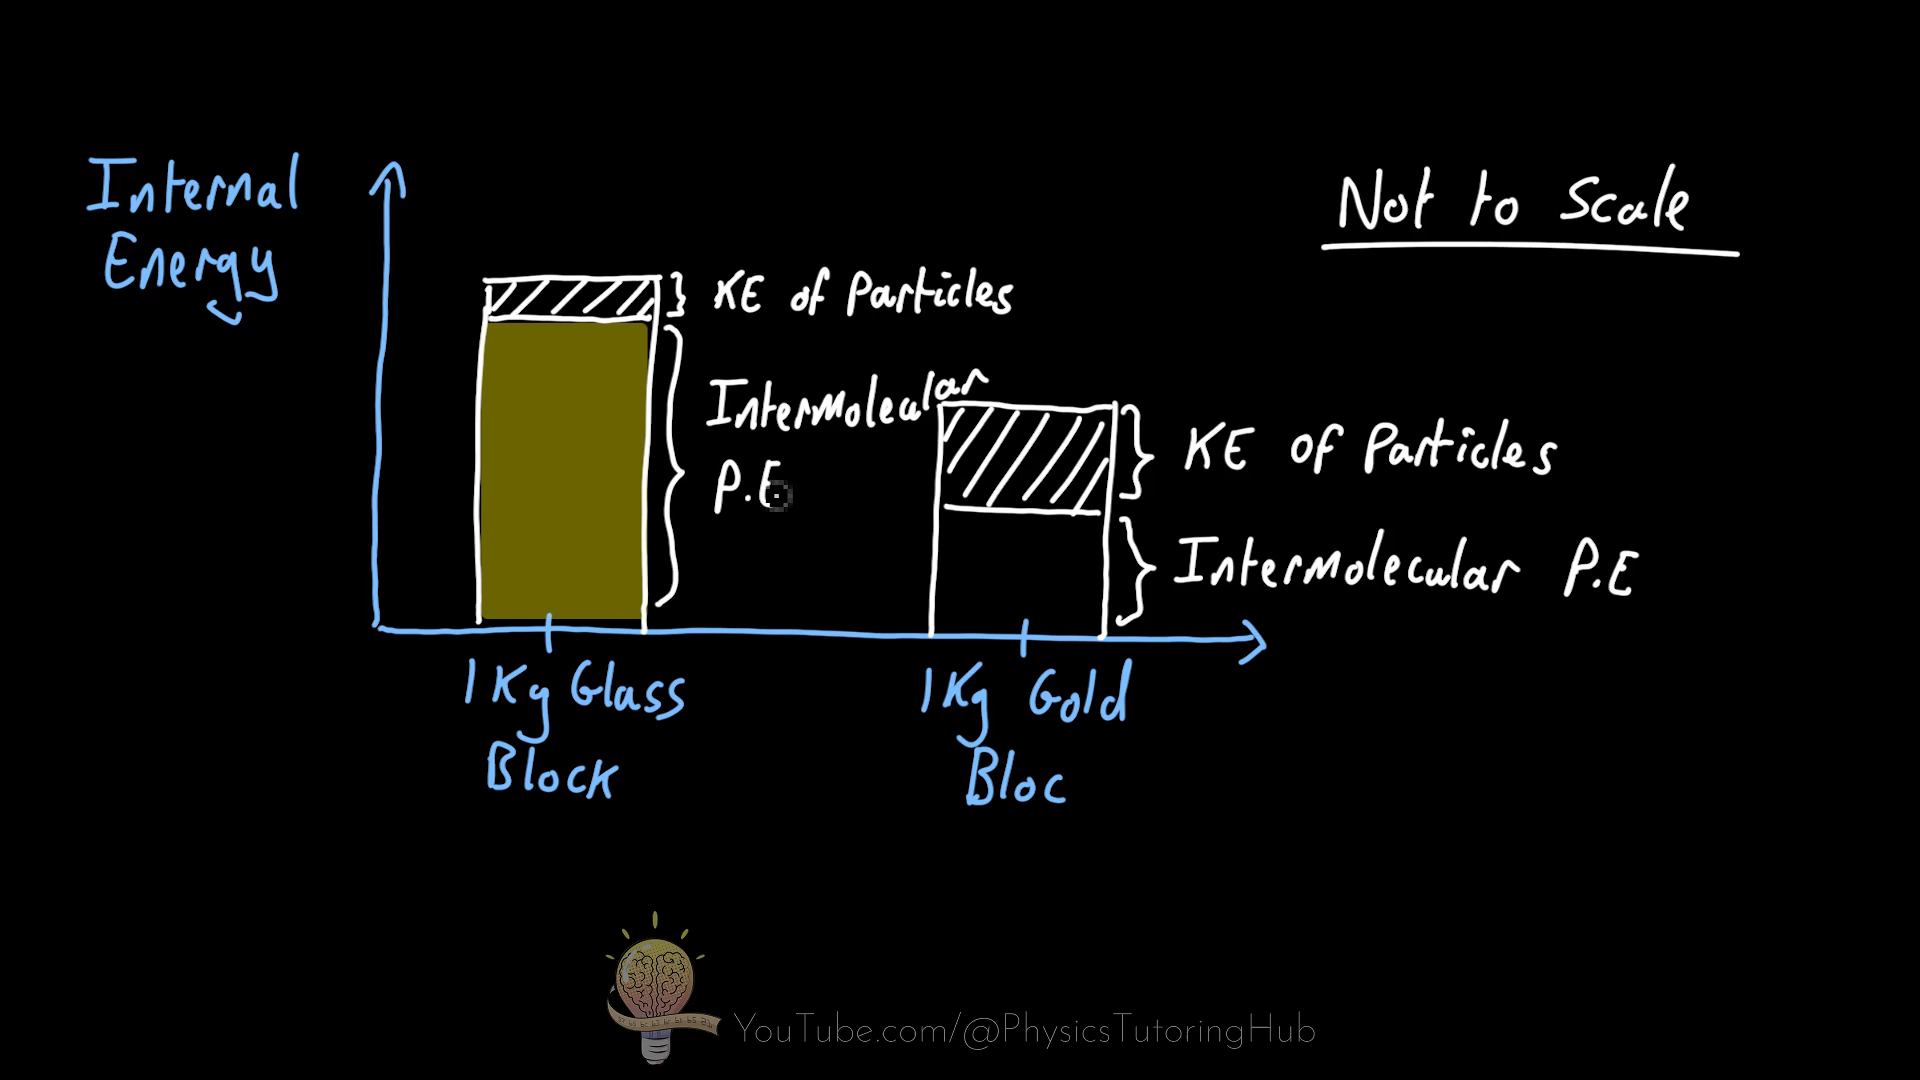 Internal
Energy
Not to Scale
KE of Particles
Intermolecular
P.E
KE of Particles
Intermolecular P.E
1 Kg Glass
Block
1 Kg Gold
Bloc
YouTube.com/@PhysicsTutoringHub